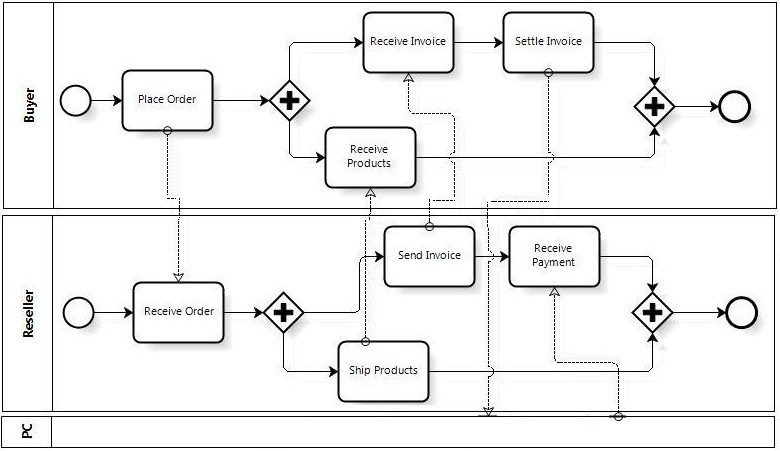 Buyer
Place Order
Receive Invoice
Settle Invoice
Receive
Products
Reseller
Receive Order
Send Invoice
Receive
Payment
Ship Products
PC